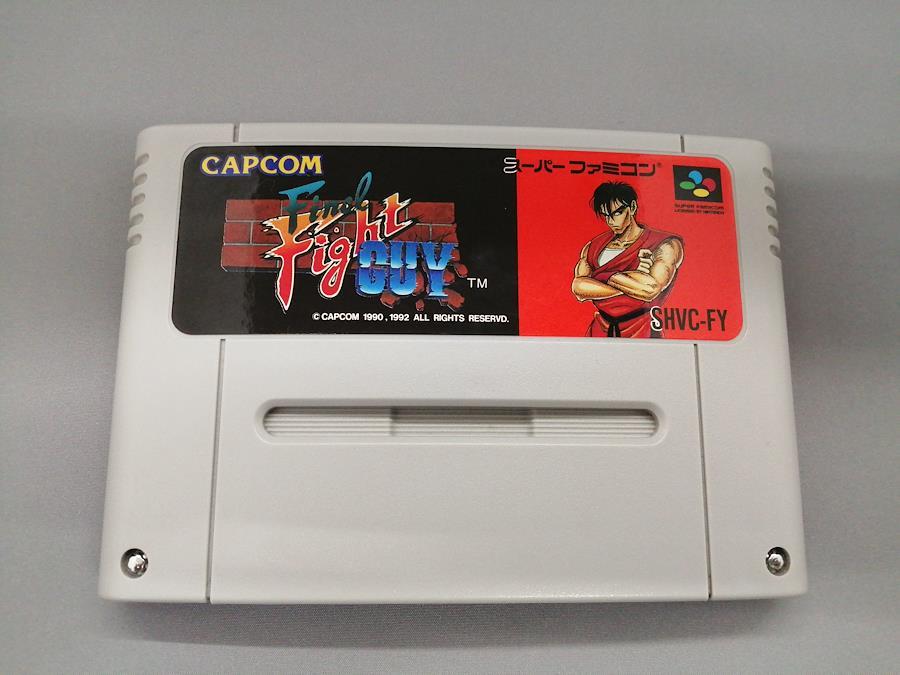 CAPCOM
Final
Fight
GUY
TM
© CAPCOM 1990, 1992 ALL RIGHTS RESERVD.
スーパーファミコン®
SUPER FAMICOM
LICENSED BY NINTENDO
SHVC-FY